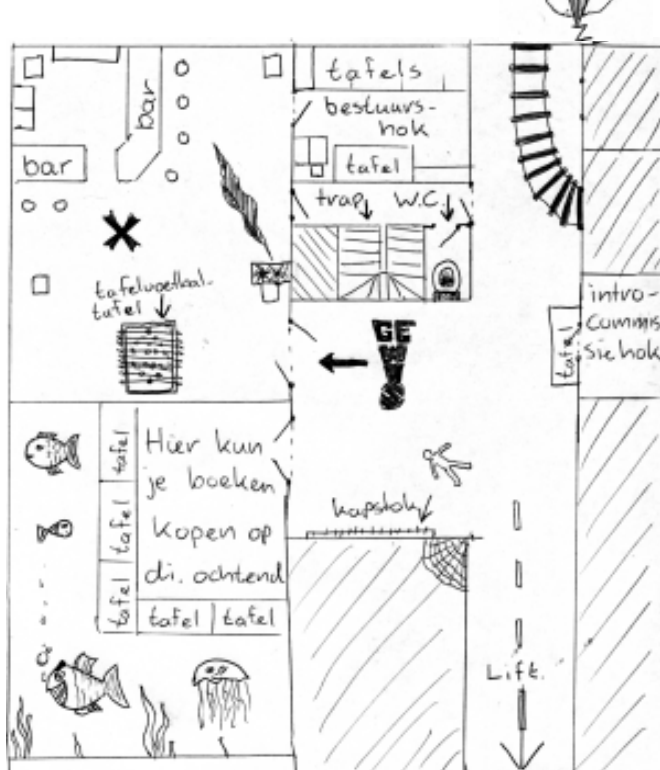 Z
tafels
bestuurs-
hok
tafel
bar
bar
trap
W.C.
tafelvoetbal-
tafel
GE
intro-
Commis
sie hok
tafel
tafel
tafel
tafel
Hier kun
je boeken
kopen op
di. ochtend
tafel
tafel
kapstok
Lift.